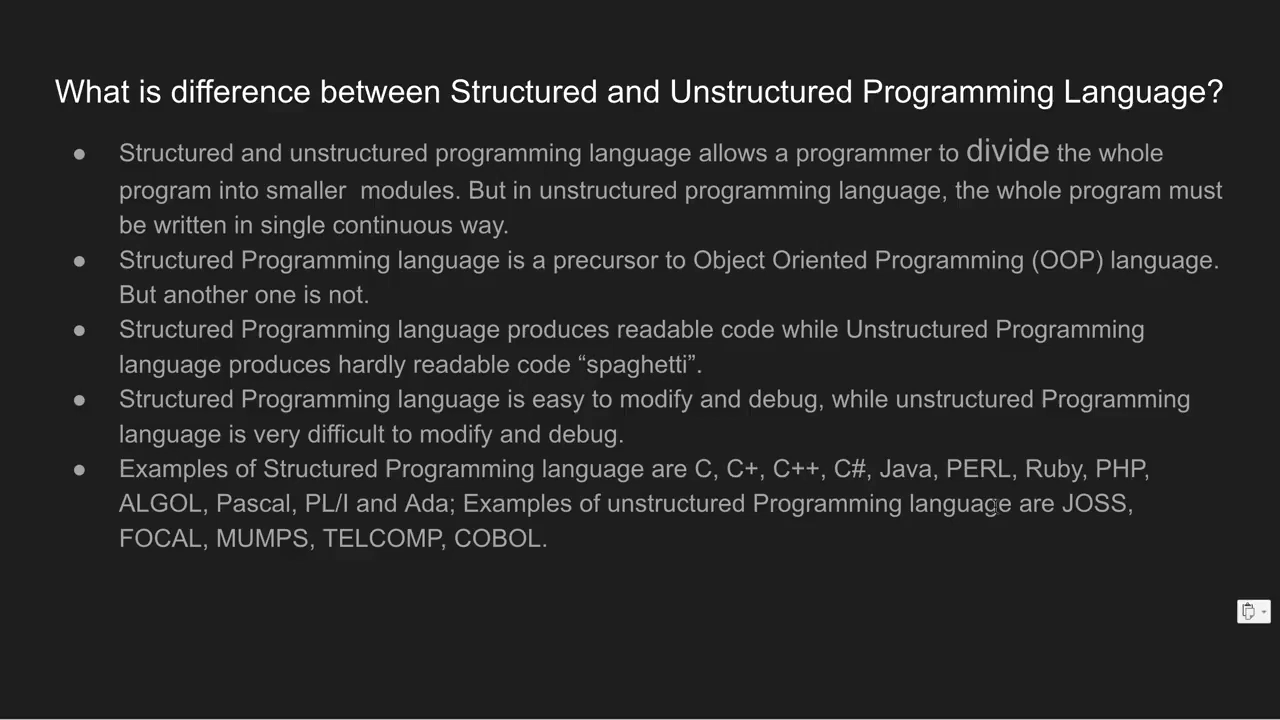 What is difference between Structured and Unstructured Programming Language?
● Structured and unstructured programming language allows a programmer to divide the whole
program into smaller modules. But in unstructured programming language, the whole program must
be written in single continuous way.
● Structured Programming language is a precursor to Object Oriented Programming (OOP) language.
But another one is not.
● Structured Programming language produces readable code while Unstructured Programming
language produces hardly readable code “spaghetti”.
● Structured Programming language is easy to modify and debug, while unstructured Programming
language is very difficult to modify and debug.
● Examples of Structured Programming language are C, C+, C++, C#, Java, PERL, Ruby, PHP,
ALGOL, Pascal, PL/I and Ada; Examples of unstructured Programming language are JOSS,
FOCAL, MUMPS, TELCOMP, COBOL.